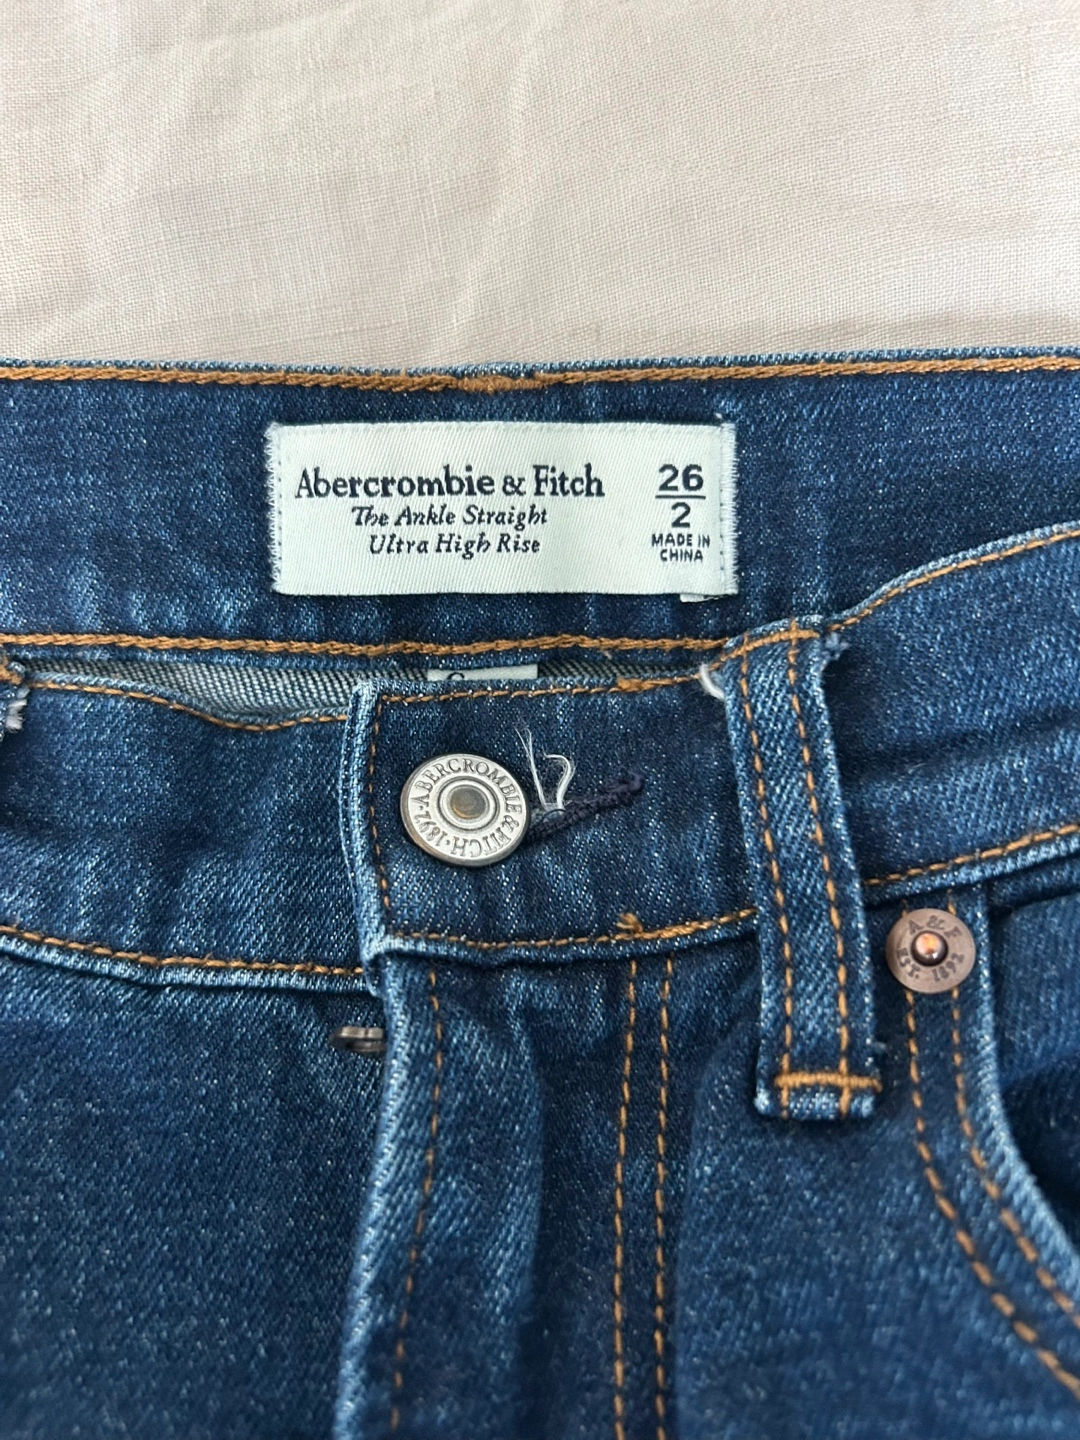 Abercrombie & Fitch
The Ankle Straight
Ultra High Rise
26
2
MADE IN
CHINA
ABERCROMBIE & FITCH · 1892 ·
A & F
EST. 1892